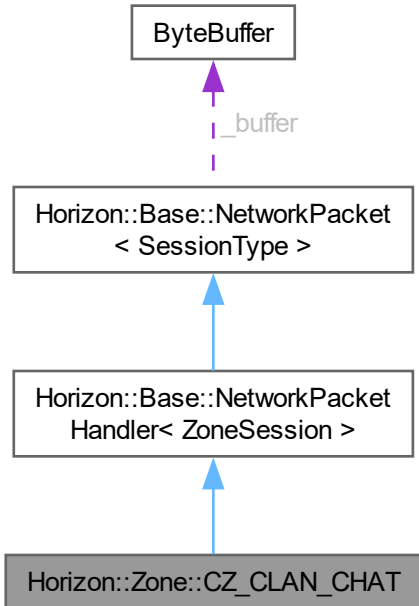 ByteBuffer
_buffer
Horizon::Base::NetworkPacket
< SessionType >
Horizon::Base::NetworkPacket
Handler< ZoneSession >
Horizon::Zone::CZ_CLAN_CHAT